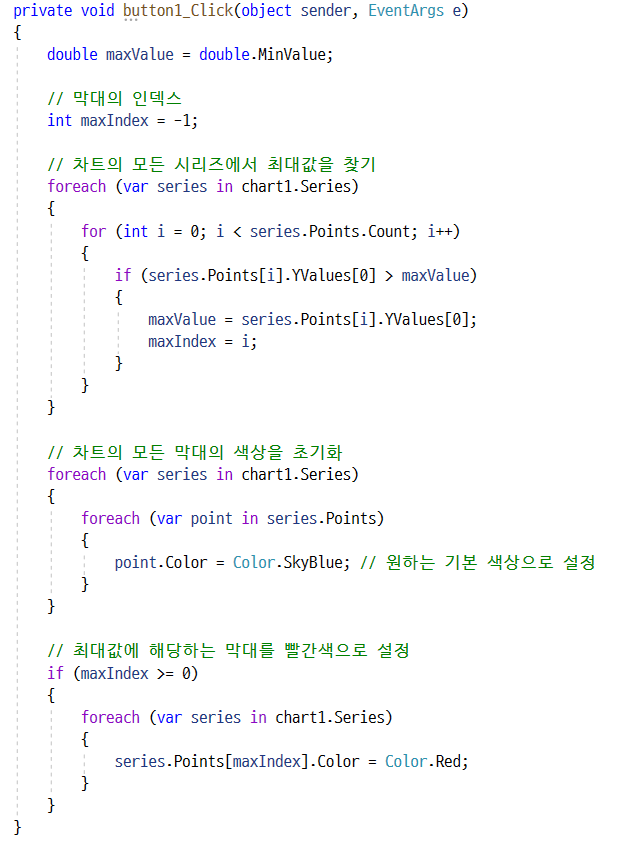 private void button1_Click(object sender, EventArgs e)
{
    double maxValue = double.MinValue;

    // 막대의 인덱스
    int maxIndex = -1;

    // 차트의 모든 시리즈에서 최대값을 찾기
    foreach (var series in chart1.Series)
    {
        for (int i = 0; i < series.Points.Count; i++)
        {
            if (series.Points[i].YValues[0] > maxValue)
            {
                maxValue = series.Points[i].YValues[0];
                maxIndex = i;
            }
        }
    }

    // 차트의 모든 막대의 색상을 초기화
    foreach (var series in chart1.Series)
    {
        foreach (var point in series.Points)
        {
            point.Color = Color.SkyBlue; // 원하는 기본 색상으로 설정
        }
    }

    // 최대값에 해당하는 막대를 빨간색으로 설정
    if (maxIndex >= 0)
    {
        foreach (var series in chart1.Series)
        {
            series.Points[maxIndex].Color = Color.Red;
        }
    }
}